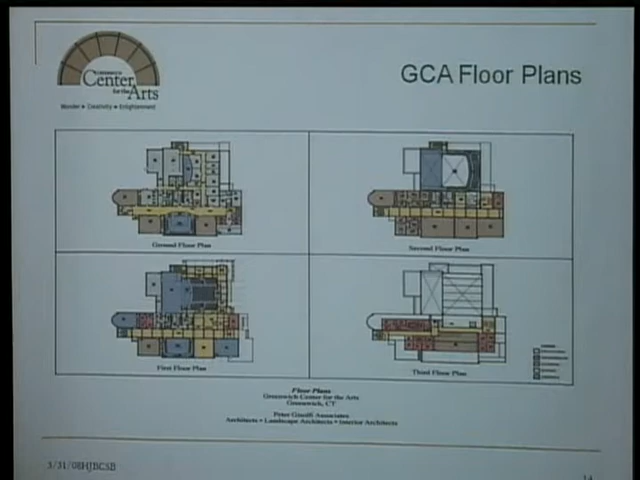 GREENWICH
Center
for the
Arts
Wonder • Creativity • Enlightenment
GCA Floor Plans
Ground Floor Plan
Second Floor Plan
First Floor Plan
Third Floor Plan
Floor Plans
Greenwich Center for the Arts
Greenwich, CT
Associates
Architects • Landscape Architects • Interior Architects
3/31/08HJBCSB
14